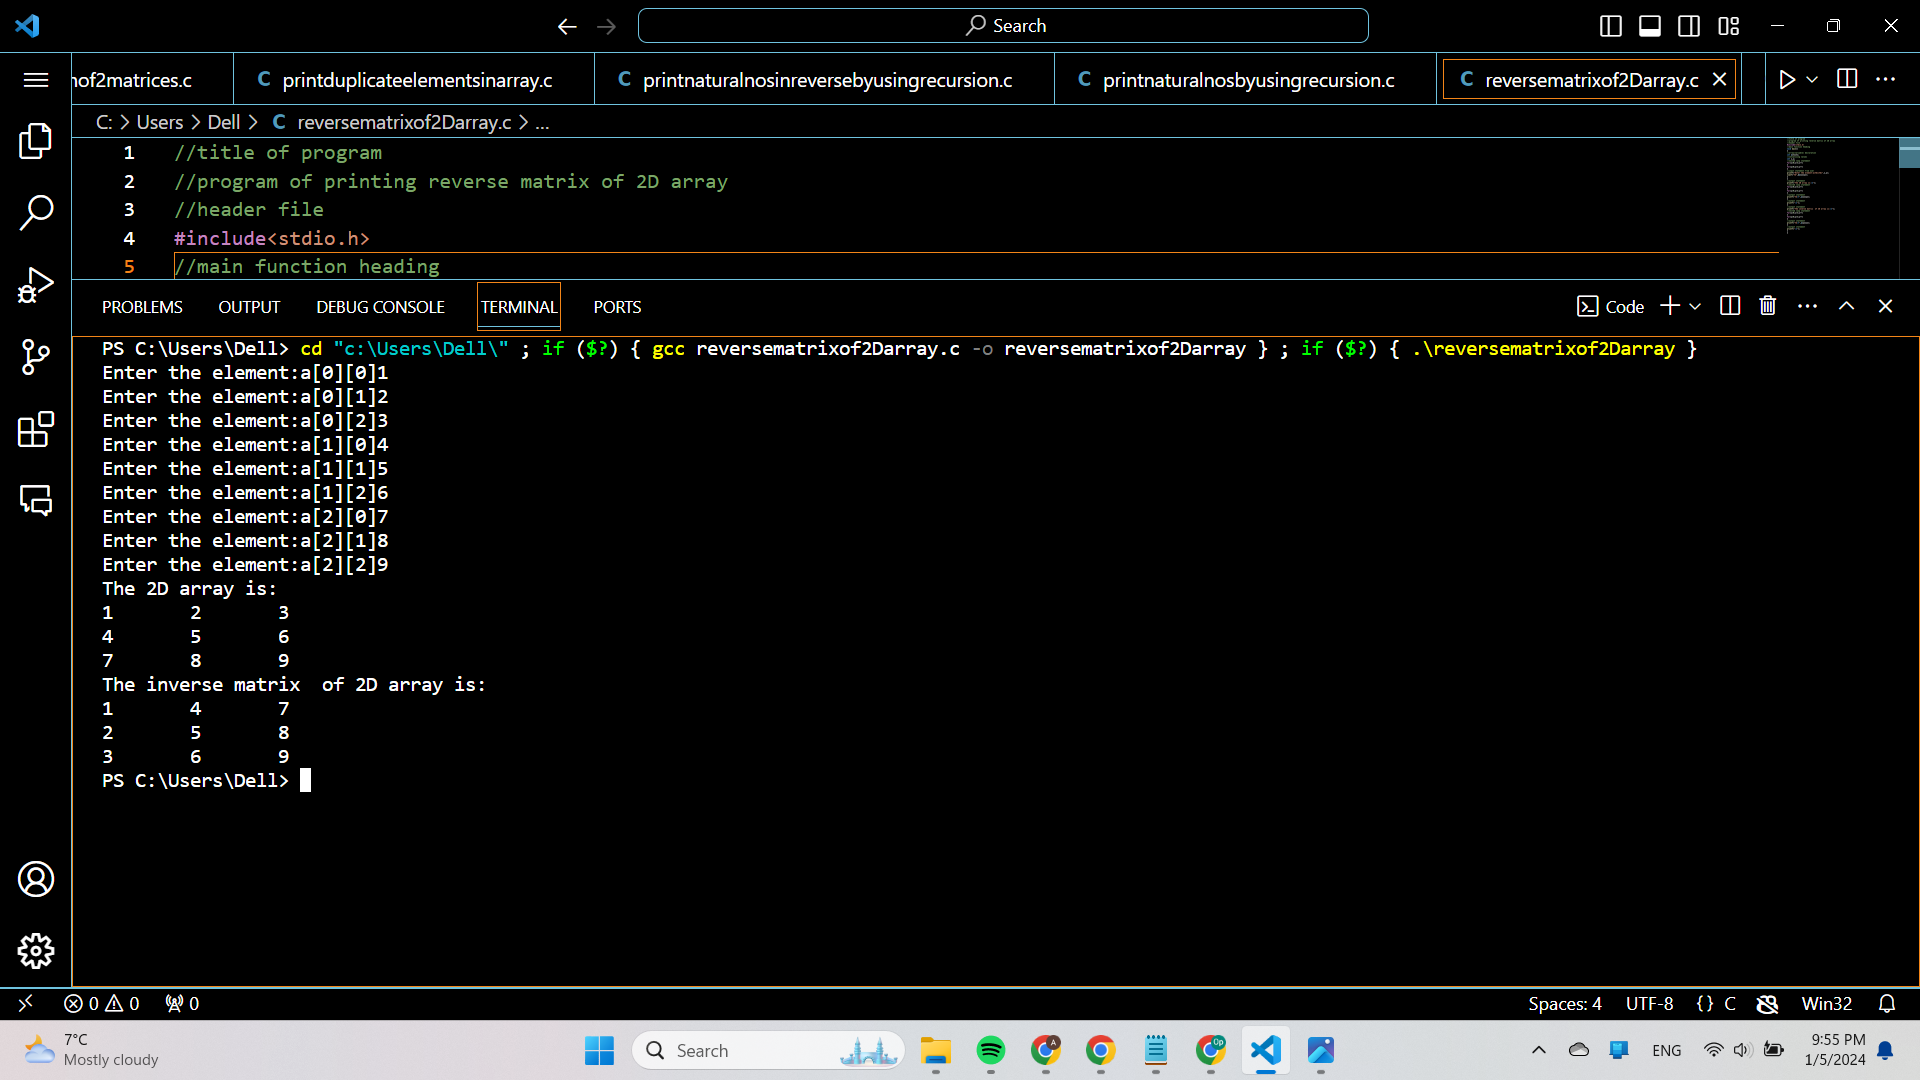 Search
nof2matrices.c
C printduplicateelementsinarray.c
C printnaturalnosinreversebyusingrecursion.c
C printnaturalnosbyusingrecursion.c
C reversematrixof2Darray.c
C: > Users > Dell > C reversematrixof2Darray.c > ...
1 //title of program
2 //program of printing reverse matrix of 2D array
3 //header file
4 #include<stdio.h>
5 //main function heading
PROBLEMS OUTPUT DEBUG CONSOLE TERMINAL PORTS
Code
PS C:\Users\Dell> cd "c:\Users\Dell\" ; if ($?) { gcc reversematrixof2Darray.c -o reversematrixof2Darray } ; if ($?) { .\reversematrixof2Darray }
Enter the element:a[0][0]1
Enter the element:a[0][1]2
Enter the element:a[0][2]3
Enter the element:a[1][0]4
Enter the element:a[1][1]5
Enter the element:a[1][2]6
Enter the element:a[2][0]7
Enter the element:a[2][1]8
Enter the element:a[2][2]9
The 2D array is:
1 2 3
4 5 6
7 8 9
The inverse matrix  of 2D array is:
1 4 7
2 5 8
3 6 9
PS C:\Users\Dell>
0 0 0
Spaces: 4 UTF-8 {} C Win32
7°C
Mostly cloudy
Search
A
Op
ENG
9:55 PM
1/5/2024